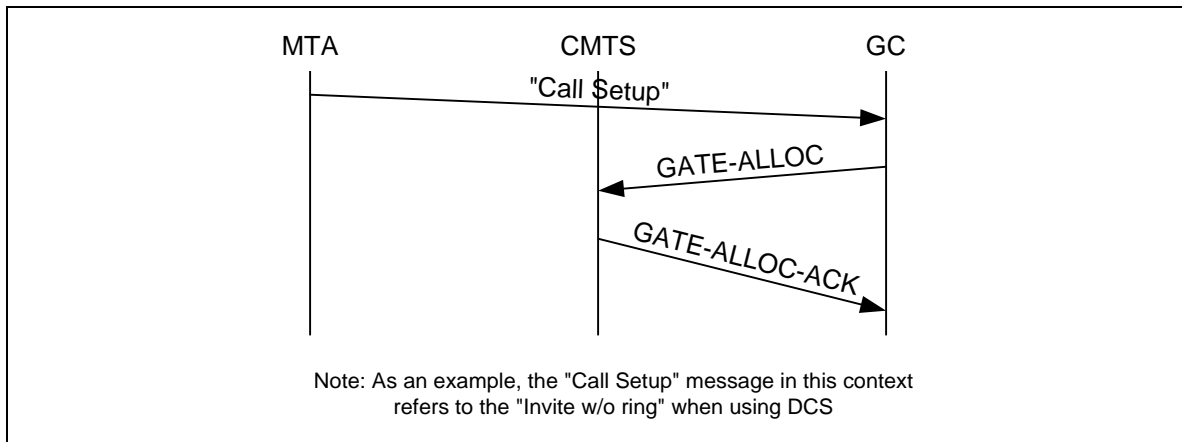 MTA
CMTS
GC
"Call Setup"
GATE-ALLOC
GATE-ALLOC-ACK
Note: As an example, the "Call Setup" message in this context
refers to the "Invite w/o ring" when using DCS